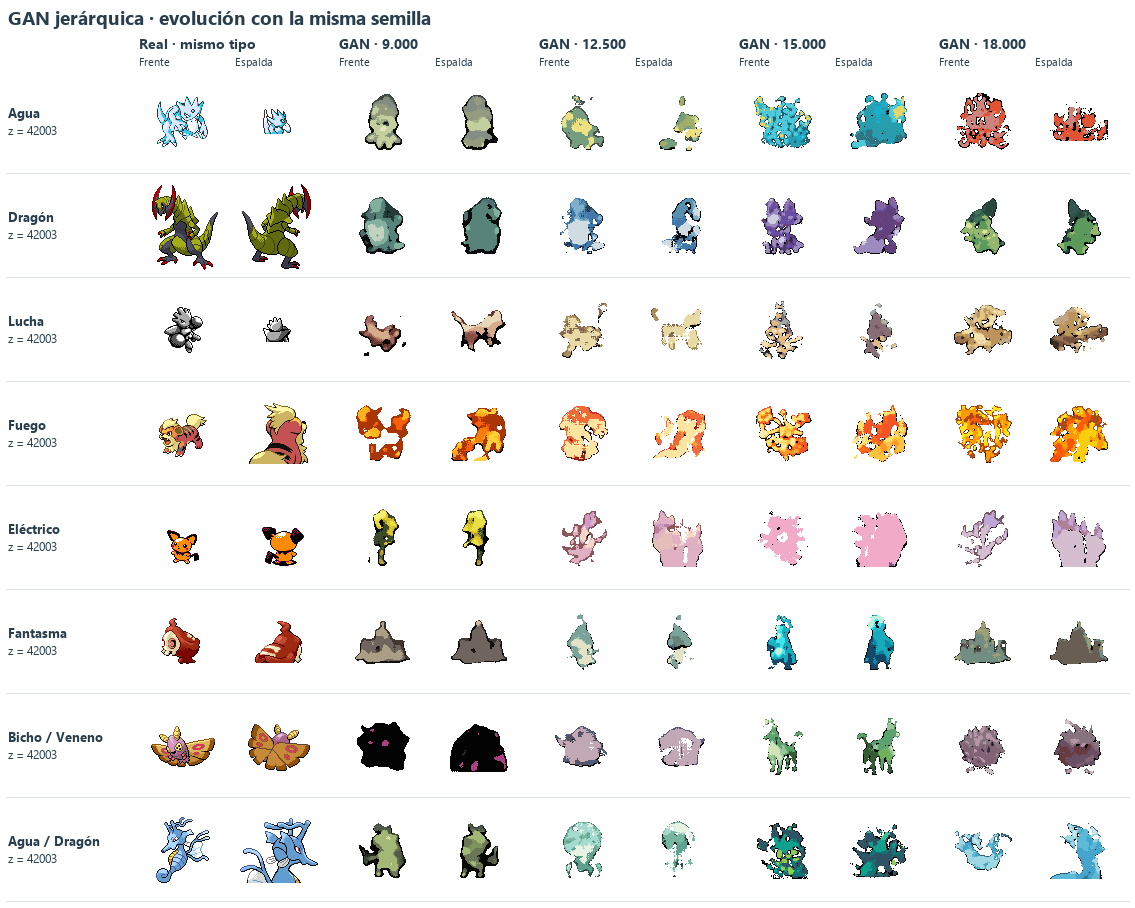 GAN jerárquica · evolución con la misma semilla
Real · mismo tipo GAN · 9.000 GAN · 12.500 GAN · 15.000 GAN · 18.000
Frente Espalda Frente Espalda Frente Espalda Frente Espalda Frente Espalda
Agua
z = 42003
Dragón
z = 42003
Lucha
z = 42003
Fuego
z = 42003
Eléctrico
z = 42003
Fantasma
z = 42003
Bicho / Veneno
z = 42003
Agua / Dragón
z = 42003